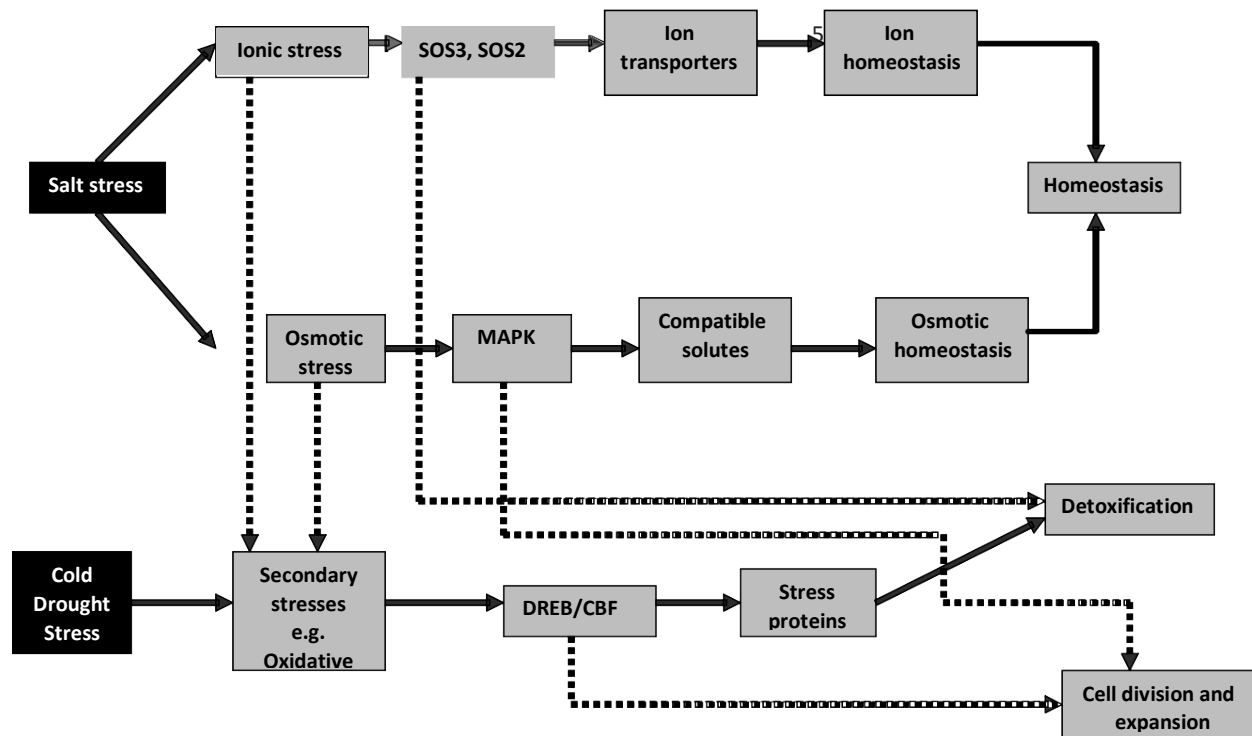 Ionic stress
SOS3, SOS2
Ion
transporters
5
Ion
homeostasis
Salt stress
Homeostasis
Osmotic
stress
MAPK
Compatible
solutes
Osmotic
homeostasis
Detoxification
Cold
Drought
Stress
Secondary
stresses
e.g.
Oxidative
DREB/CBF
Stress
proteins
Cell division and
expansion